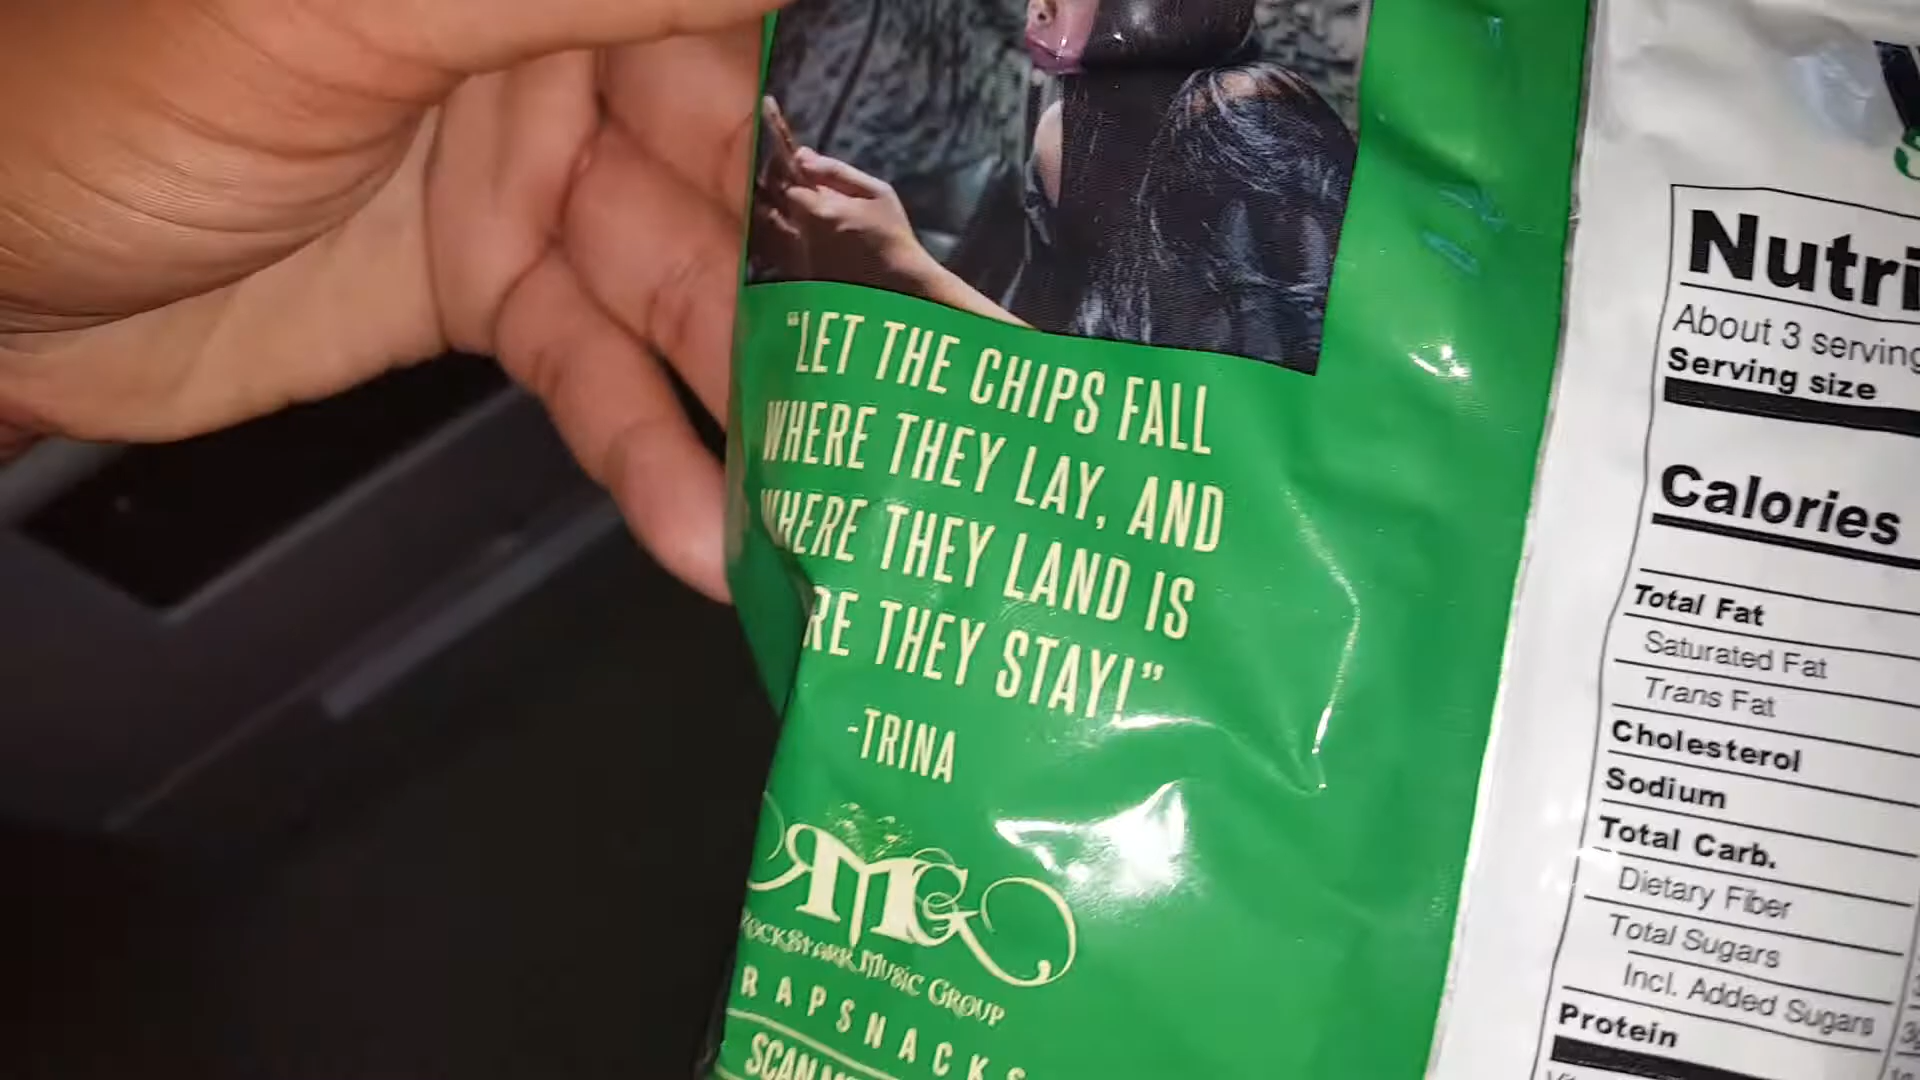 "LET THE CHIPS FALL
WHERE THEY LAY, AND
WHERE THEY LAND IS
RE THEY STAY!"
-TRINA
RMG
ROCKSTARR MUSIC GROUP
RAPSNACKS
SCAN
Nutri
About 3 serving
Serving size
Calories
Total Fat
Saturated Fat
Trans Fat
Cholesterol
Sodium
Total Carb.
Dietary Fiber
Total Sugars
Incl. Added Sugars
Protein